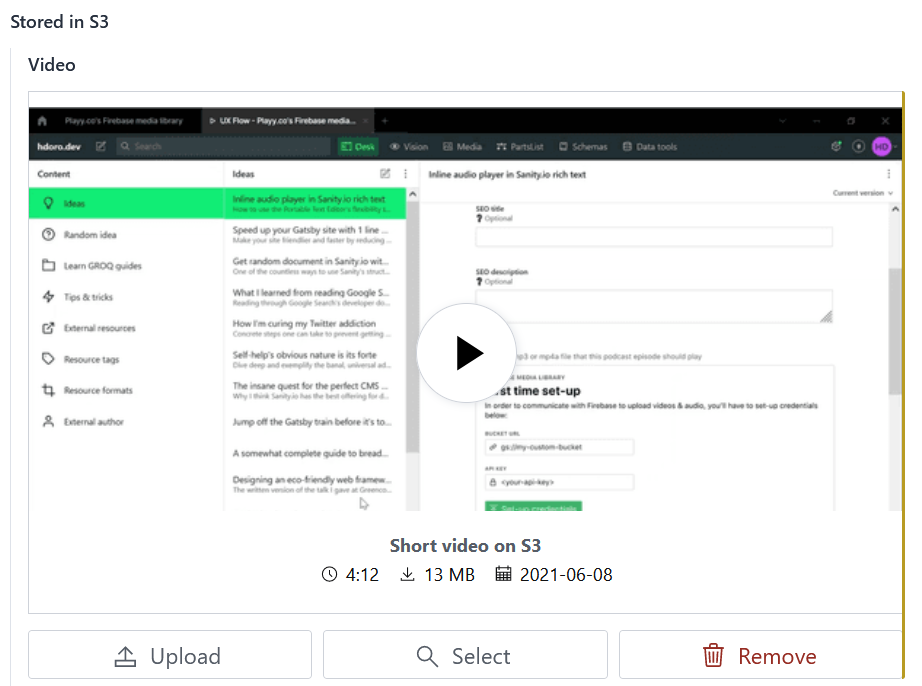 Stored in S3
Video
Playy.co's Firebase media library
UX Flow - Playy.co's Firebase media...
hdoro.dev
Search
Desk
Vision
Media
PartsList
Schemas
Data tools
HD
Content
Ideas
Random idea
Learn GROQ guides
Tips & tricks
External resources
Resource tags
Resource formats
External author
Ideas
Inline audio player in Sanity.io rich text
How to use the Portable Text Editor's flexibility t...
Speed up your Gatsby site with 1 line ...
Make your site friendlier and faster by reducing ...
Get random document in Sanity.io wit...
One of the countless ways to use Sanity's struct...
What I learned from reading Google S...
Reading through Google Search's developer do...
How I'm curing my Twitter addiction
Concrete steps one can take to prevent getting ...
Self-help's obvious nature is its forte
Dive deep and exemplify the banal, universal ad...
The insane quest for the perfect CMS ...
Why I think Sanity.io has the best offering for d...
Jump off the Gatsby train before it's to...
A somewhat complete guide to bread...
Designing an eco-friendly web framew...
The written version of the talk I gave at Greenco...
Inline audio player in Sanity.io rich text
Current version
SEO title
? Optional
SEO description
? Optional
mp3 or mp4a file that this podcast episode should play
MEDIA LIBRARY
First time set-up
In order to communicate with Firebase to upload videos & audio, you'll have to set-up credentials
below:
BUCKET URL
gs://my-custom-bucket
API KEY
<your-api-key>
Set-up credentials
Short video on S3
4:12 13 MB 2021-06-08
Upload
Select
Remove